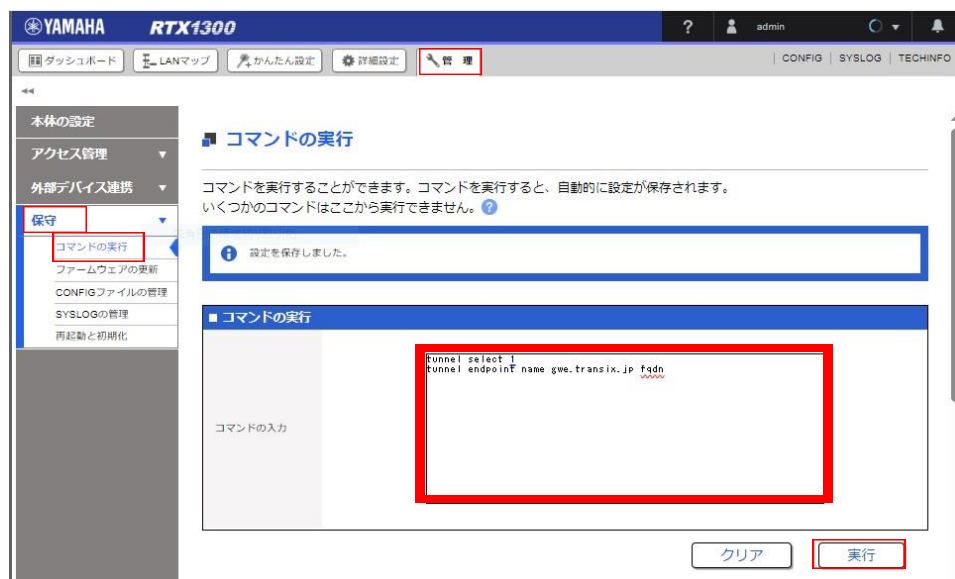 YAMAHA RTX1300 ? admin
ダッシュボード LANマップ かんたん設定 詳細設定 管理 CONFIG | SYSLOG | TECHINFO
本体の設定
アクセス管理
外部デバイス連携
保守
コマンドの実行
ファームウェアの更新
CONFIGファイルの管理
SYSLOGの管理
再起動と初期化
コマンドの実行
コマンドを実行することができます。コマンドを実行すると、自動的に設定が保存されます。
いくつかのコマンドはここから実行できません。?
設定を保存しました。
コマンドの実行
コマンドの入力
tunnel select 1
tunnel endpoint name gwe.transix.jp fqdn
クリア 実行